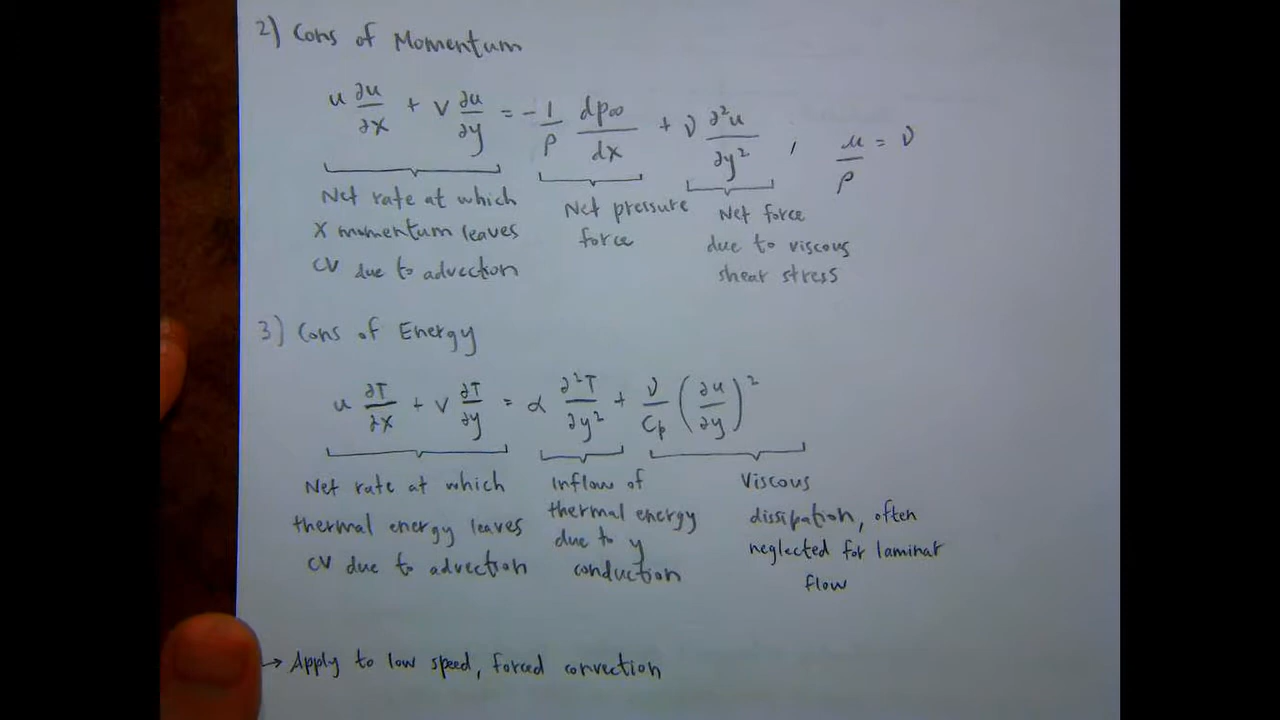 2) Cons of Momentum
u ∂u/∂x + v ∂u/∂y = - 1/ρ dp∞/dx + ν ∂²u/∂y² , μ/ρ = ν
Net rate at which
x momentum leaves
CV due to advection
Net pressure
force
Net force
due to viscous
shear stress
3) Cons of Energy
u ∂T/∂x + v ∂T/∂y = α ∂²T/∂y² + ν/Cp (∂u/∂y)²
Net rate at which
thermal energy leaves
CV due to advection
Inflow of
thermal energy
due to y
conduction
Viscous
dissipation, often
neglected for laminar
flow
→ Apply to low speed, forced convection